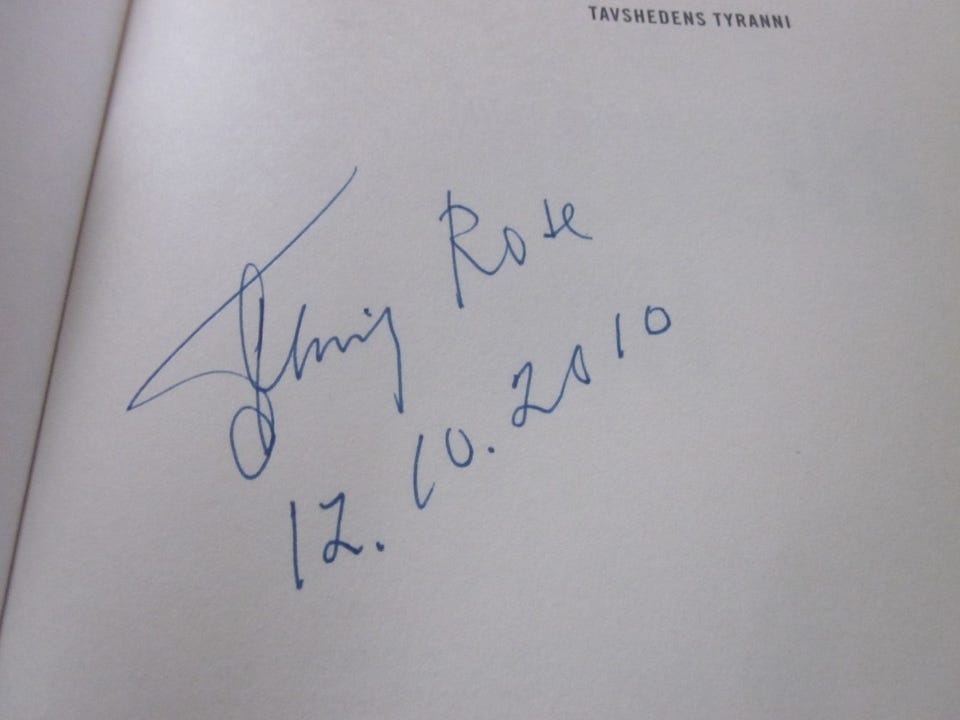 TAVSHEDENS TYRANNI
Flemming Rose
12.10.2010